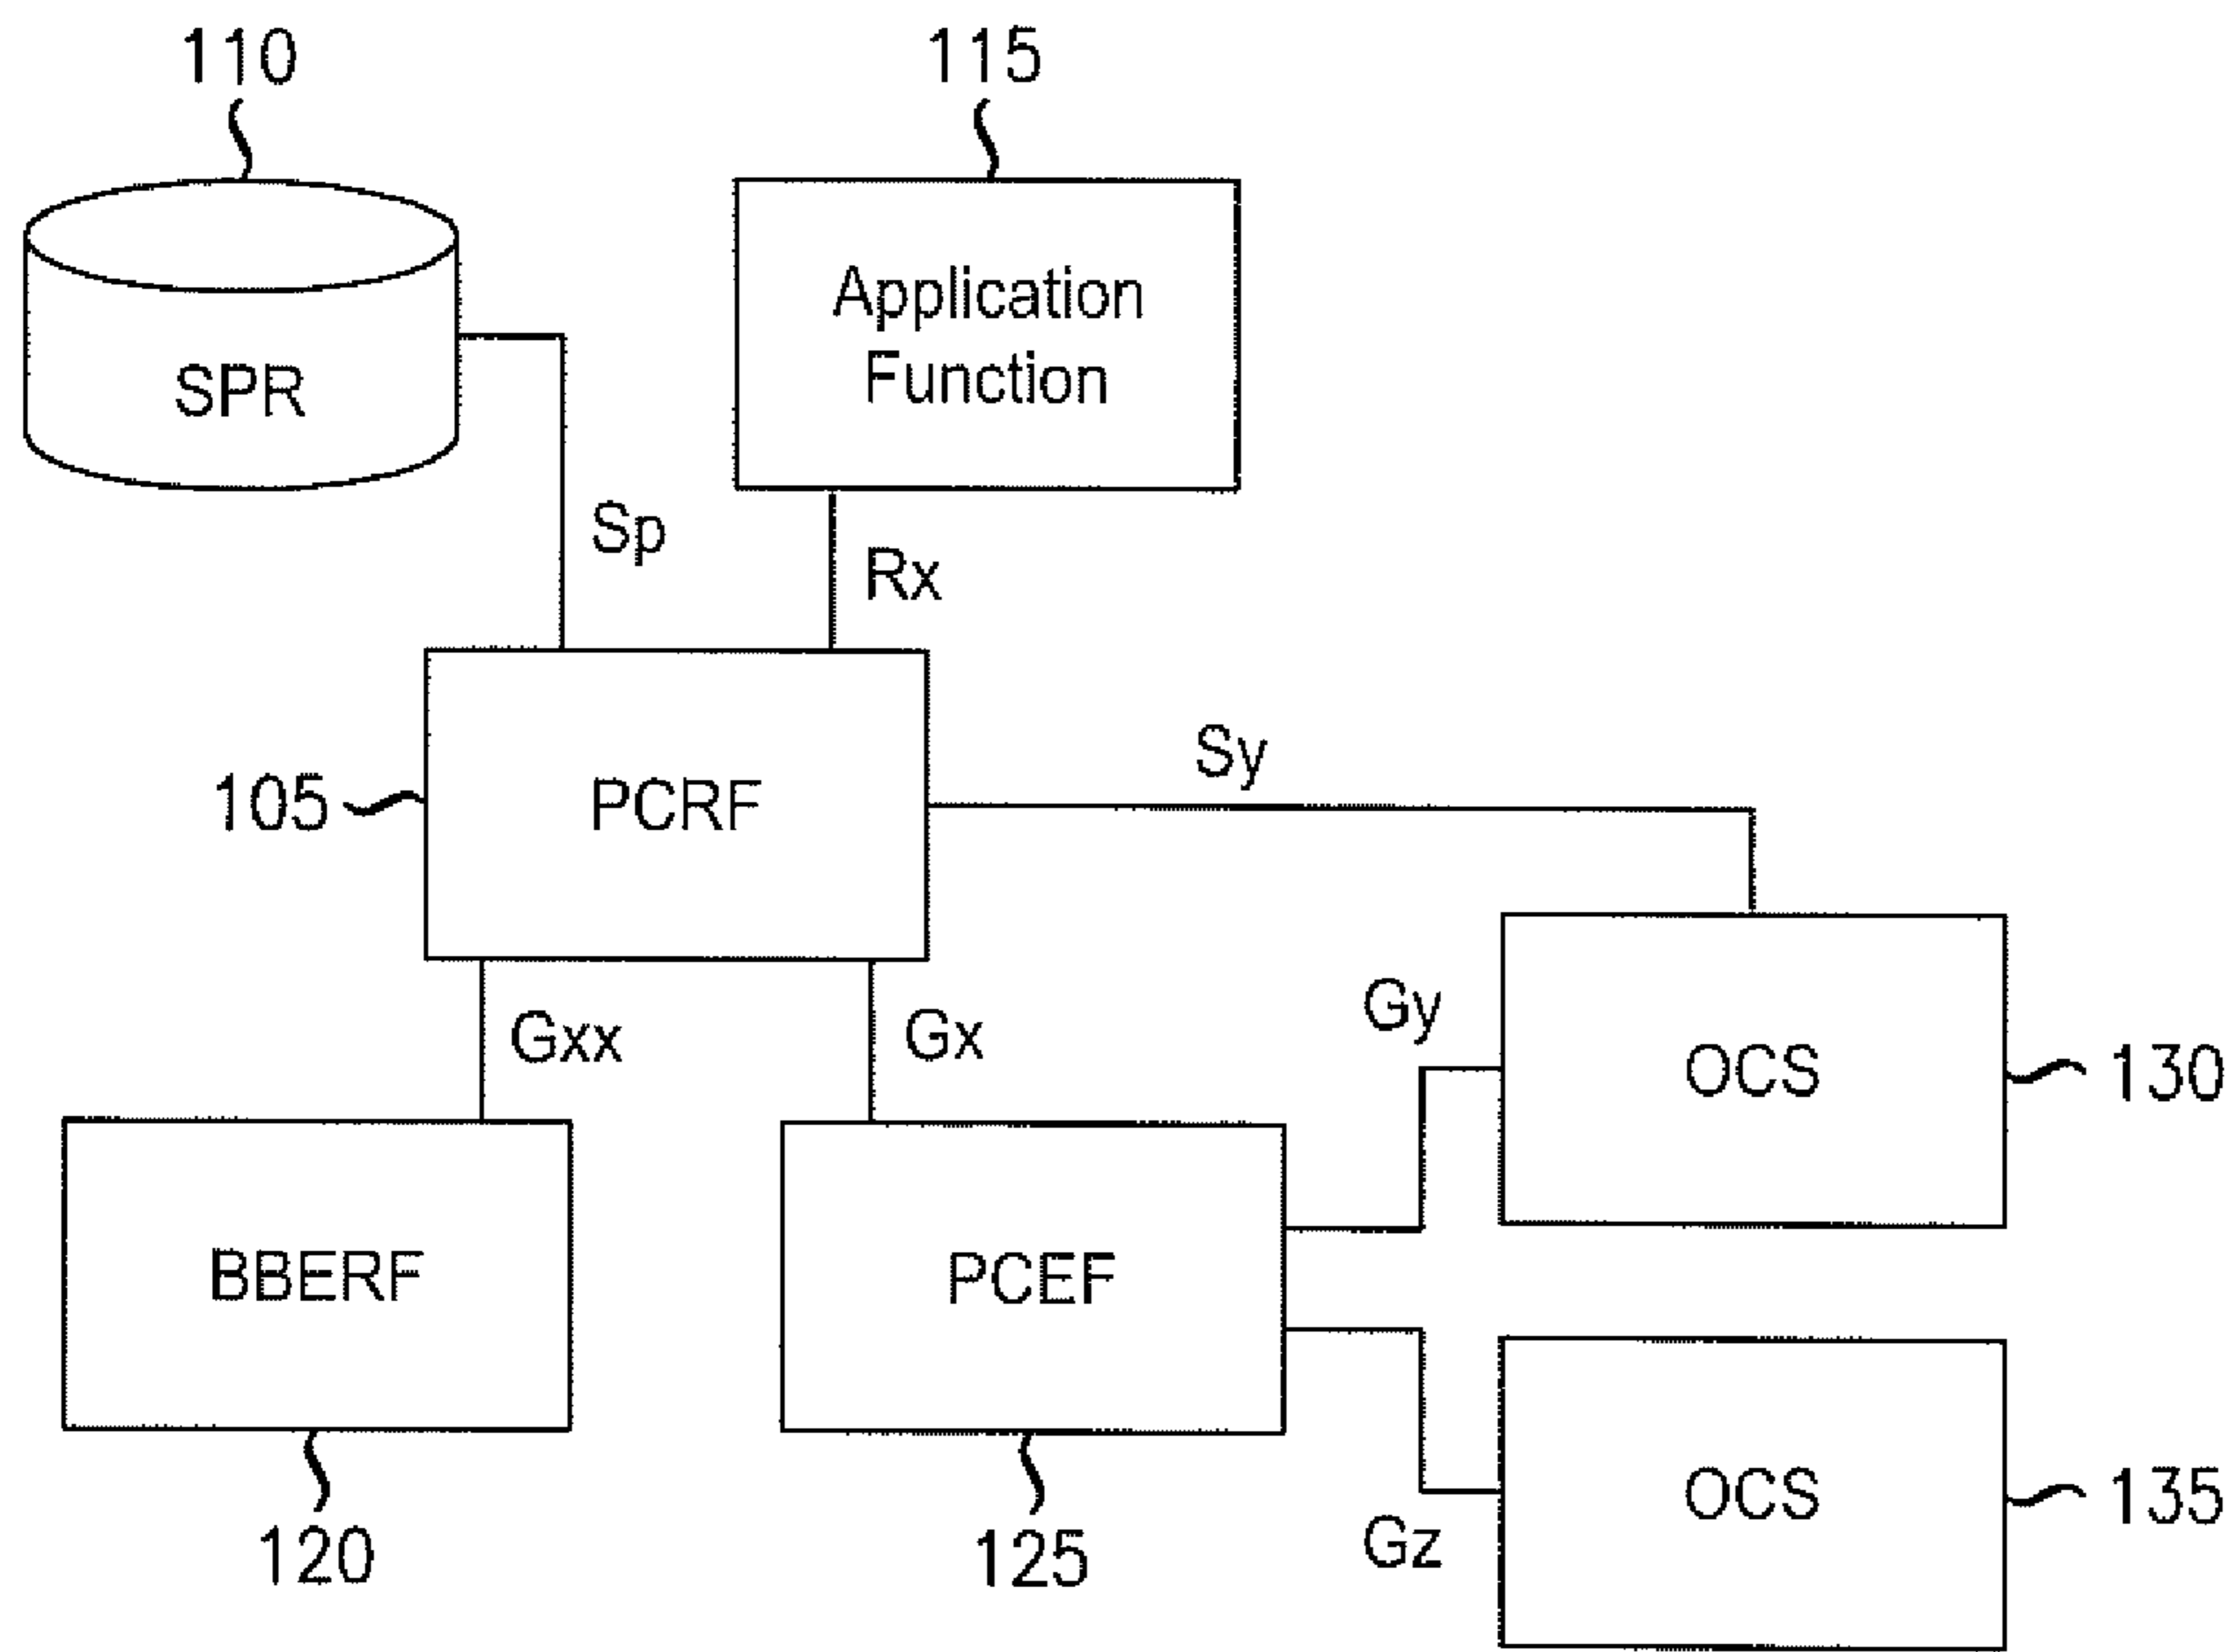 110
115
Application
Function
SPR
Sp
Rx
Sy
105
PCRF
Gxx
Gx
Gy
OCS
130
BBERF
PCEF
OCS
135
Gz
120
125